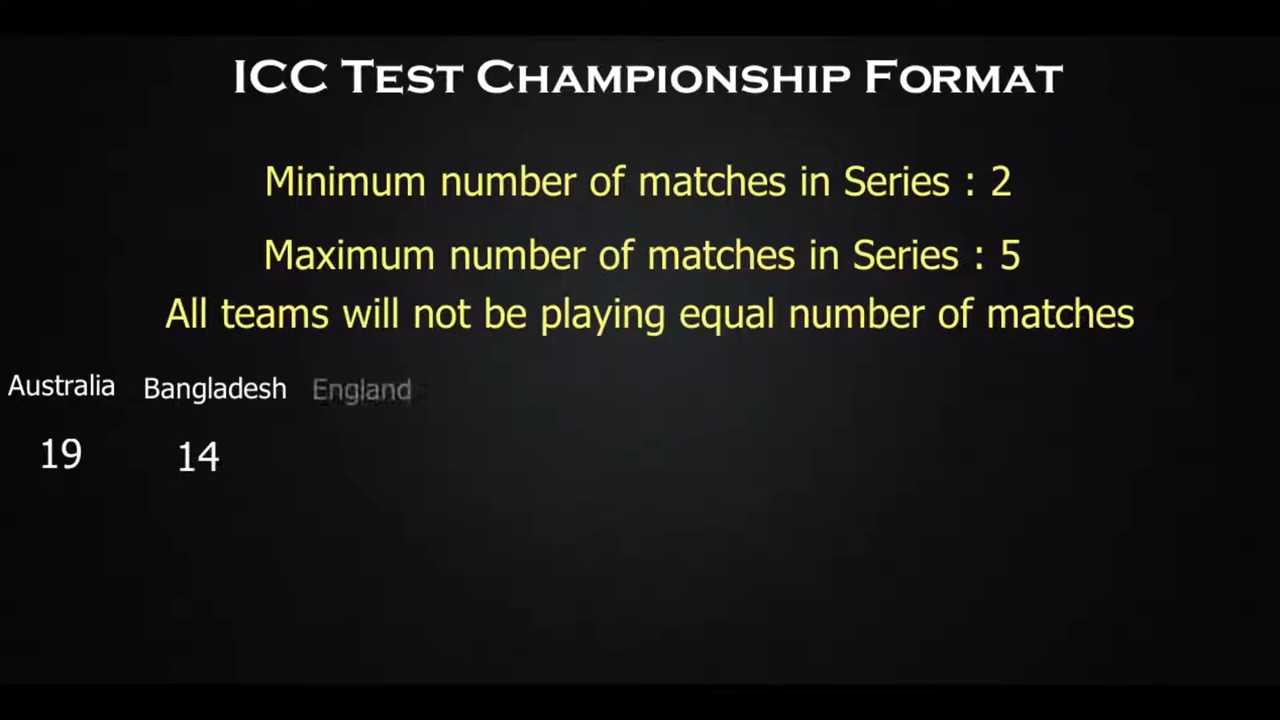 ICC TEST CHAMPIONSHIP FORMAT
Minimum number of matches in Series : 2
Maximum number of matches in Series : 5
All teams will not be playing equal number of matches
Australia Bangladesh England
19 14